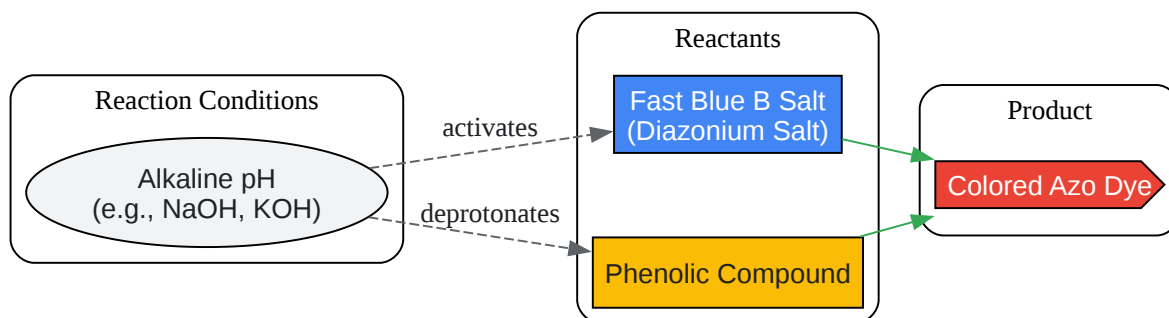 Reaction Conditions
Alkaline pH
(e.g., NaOH, KOH)
activates
deprotonates
Reactants
Fast Blue B Salt
(Diazonium Salt)
Phenolic Compound
Product
Colored Azo Dye